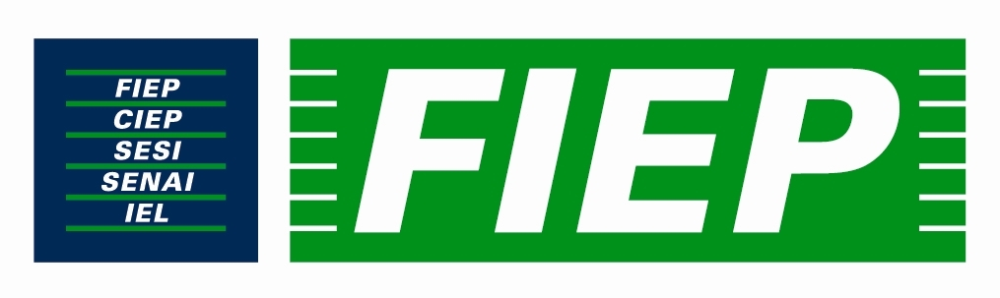 FIEP
CIEP
SESI
SENAI
IEL
FIEP